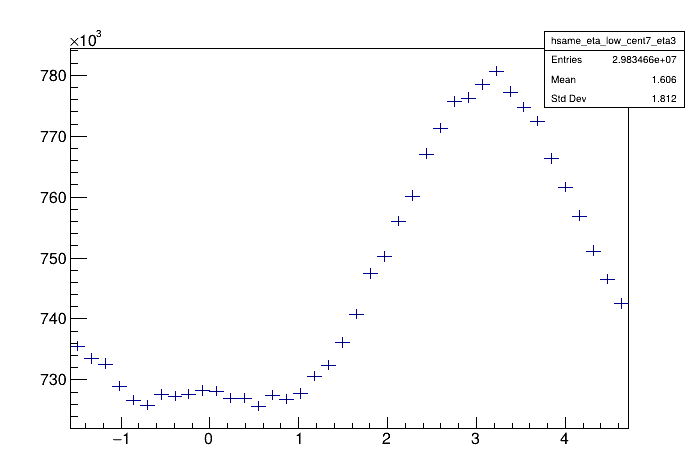 ×10³
hsame_eta_low_cent7_eta3
Entries 2.983466e+07
Mean 1.606
Std Dev 1.812
780
770
760
750
740
730
−1 0 1 2 3 4